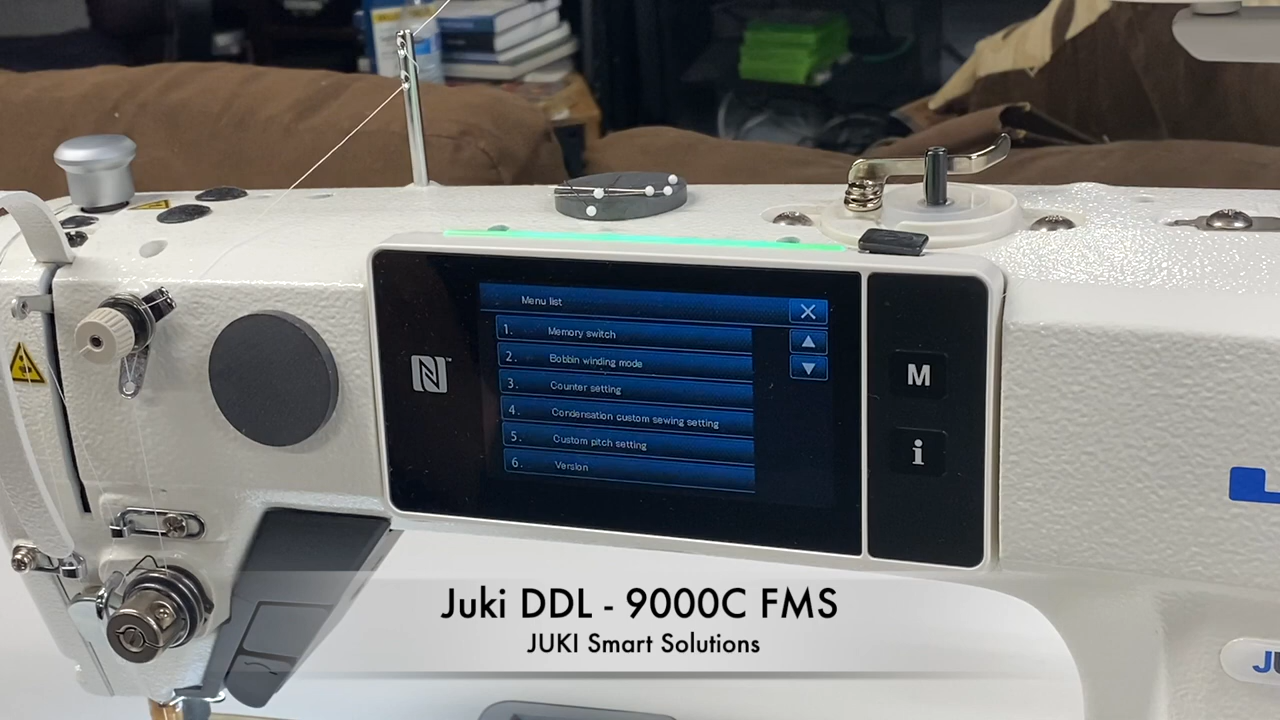 Menu list
1. Memory switch
2. Bobbin winding mode
3. Counter setting
4. Condensation custom sewing setting
5. Custom pitch setting
6. Version
M
i
N
Juki DDL - 9000C FMS
JUKI Smart Solutions